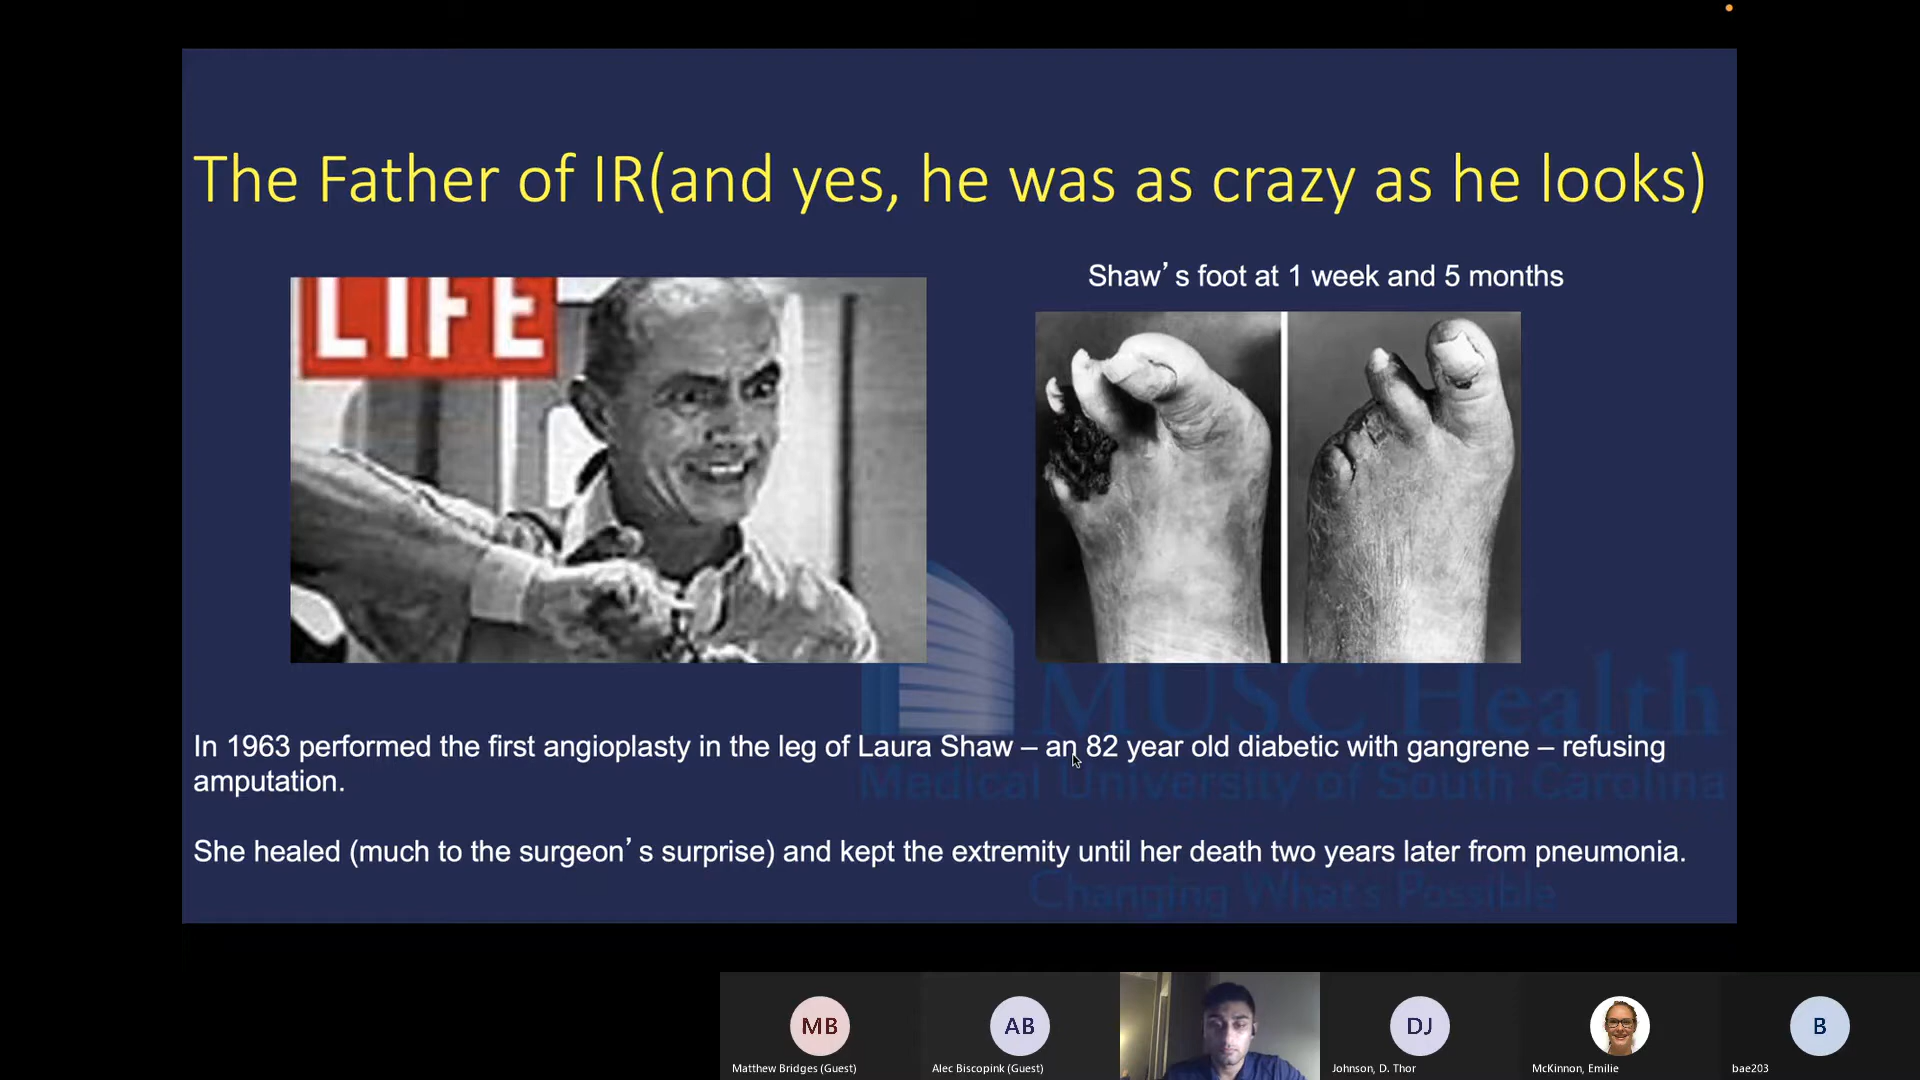 The Father of IR(and yes, he was as crazy as he looks)
LIFE
Shaw’s foot at 1 week and 5 months
MUSC Health
Medical University of South Carolina
Changing What's Possible
In 1963 performed the first angioplasty in the leg of Laura Shaw – an 82 year old diabetic with gangrene – refusing
amputation.
She healed (much to the surgeon’s surprise) and kept the extremity until her death two years later from pneumonia.
MB
AB
DJ
B
Matthew Bridges (Guest)
Alec Biscopink (Guest)
Johnson, D. Thor
McKinnon, Emilie
bae203